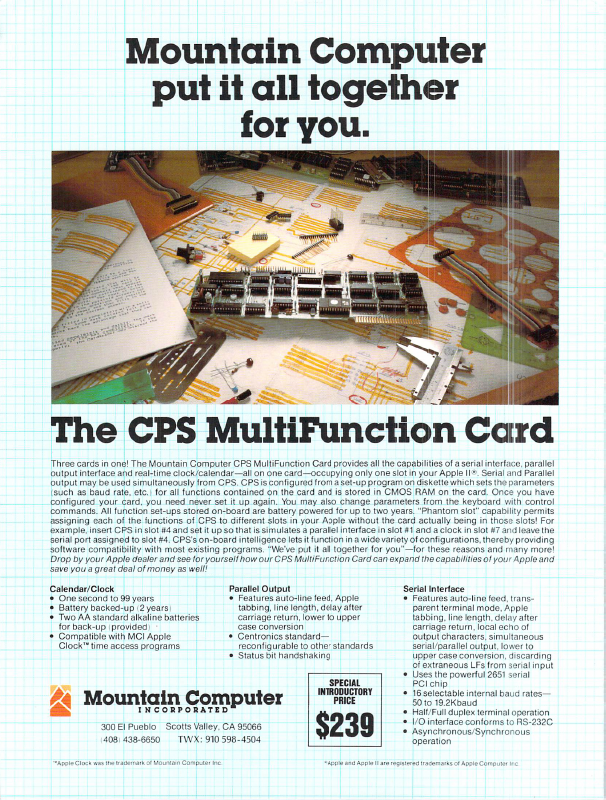 Mountain Computer
put it all together
for you.
The CPS MultiFunction Card
Three cards in one! The Mountain Computer CPS MultiFunction Card provides all the capabilities of a serial interface, parallel
output interface and real-time clock/calendar—all on one card—occupying only one slot in your Apple II®. Serial and Parallel
output may be used simultaneously from CPS. CPS is configured from a set-up program on diskette which sets the parameters
(such as baud rate, etc.) for all functions contained on the card and is stored in CMOS RAM on the card. Once you have
configured your card, you need never set it up again. You may also change parameters from the keyboard with control
commands. All function set-ups stored on-board are battery powered for up to two years. "Phantom slot" capability permits
assigning each of the functions of CPS to different slots in your Apple without the card actually being in those slots! For
example, insert CPS in slot #4 and set it up so that is simulates a parallel interface in slot #1 and a clock in slot #7 and leave the
serial port assigned to slot #4. CPS's on-board intelligence lets it function in a wide variety of configurations, thereby providing
software compatibility with most existing programs. "We've put it all together for you"—for these reasons and many more!
Drop by your Apple dealer and see for yourself how our CPS MultiFunction Card can expand the capabilities of your Apple and
save you a great deal of money as well!
Calendar/Clock
• One second to 99 years
• Battery backed-up (2 years)
• Two AA standard alkaline batteries
for back-up (provided)
• Compatible with MCI Apple
Clock™ time access programs
Parallel Output
• Features auto-line feed, Apple
tabbing, line length, delay after
carriage return, lower to upper
case conversion
• Centronics standard—
reconfigurable to other standards
• Status bit handshaking
Serial Interface
• Features auto-line feed, trans-
parent terminal mode, Apple
tabbing, line length, delay after
carriage return, local echo of
output characters, simultaneous
serial/parallel output, lower to
upper case conversion, discarding
of extraneous LFs from serial input
• Uses the powerful 2651 serial
PCI chip
• 16 selectable internal baud rates—
50 to 19.2Kbaud
• Half/Full duplex terminal operation
• I/O interface conforms to RS-232C
• Asynchronous/Synchronous
operation
Mountain Computer
INCORPORATED
300 El Pueblo Scotts Valley, CA 95066
(408) 438-6650 TWX: 910 598-4504
SPECIAL
INTRODUCTORY
PRICE
$239
™Apple Clock was the trademark of Mountain Computer Inc.
®Apple and Apple II are registered trademarks of Apple Computer Inc.